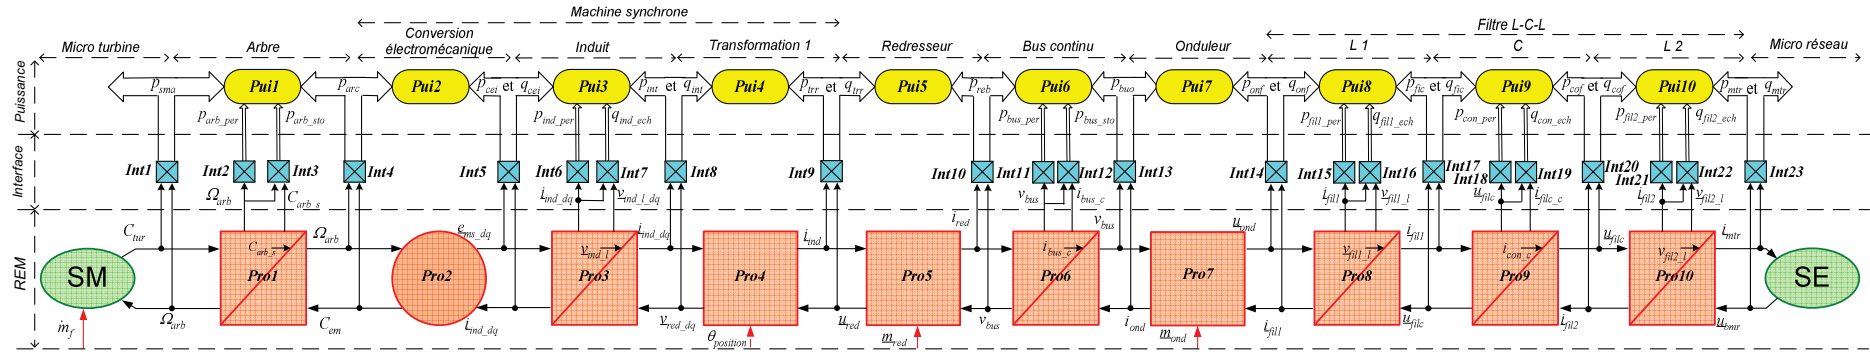 Machine synchrone
Filtre L-C-L
Micro turbine
Arbre
Conversion
électromécanique
Induit
Transformation 1
Redresseur
Bus continu
Onduleur
L 1
C
L 2
Micro réseau
Puissance
p_sma
Pui1
p_arc
Pui2
p_cei et q_cei
Pui3
p_int et q_int
Pui4
p_trr et q_trr
Pui5
p_reb
Pui6
p_buo
Pui7
p_onf et q_onf
Pui8
p_fic et q_fic
Pui9
p_cof et q_cof
Pui10
p_mtr et q_mtr
p_arb_per
p_arb_sto
p_ind_per
q_ind_ech
p_bus_per
p_bus_sto
p_fil1_per
q_fil1_ech
p_con_per
q_con_ech
p_fil2_per
q_fil2_ech
Interface
Int1
Int2
Int3
Int4
Int5
Int6
Int7
Int8
Int9
Int10
Int11
Int12
Int13
Int14
Int15
Int16
Int17
Int18
Int19
Int20
Int21
Int22
Int23
Ω_arb
C_arb_s
i_ind_dq
v_ind_l_dq
v_bus
i_bus_c
i_fil1
v_fil1_l
u_filc
i_filc_c
i_fil2
v_fil2_l
REM
SM
C_tur
Ω_arb
ṁ_f
C_arb_s
Pro1
Ω_arb
C_em
Pro2
e_ms_dq
i_ind_dq
v_ind_l
Pro3
i_ind_dq
v_red_dq
Pro4
θ_position
i_ind
u_red
Pro5
m_red
i_red
v_bus
i_bus_c
Pro6
v_bus
i_ond
Pro7
m_ond
u_ond
i_fil1
v_fil1_l
Pro8
i_fil1
u_filc
i_con_c
Pro9
u_filc
i_fil2
v_fil2_l
Pro10
i_mtr
u_bmr
SE